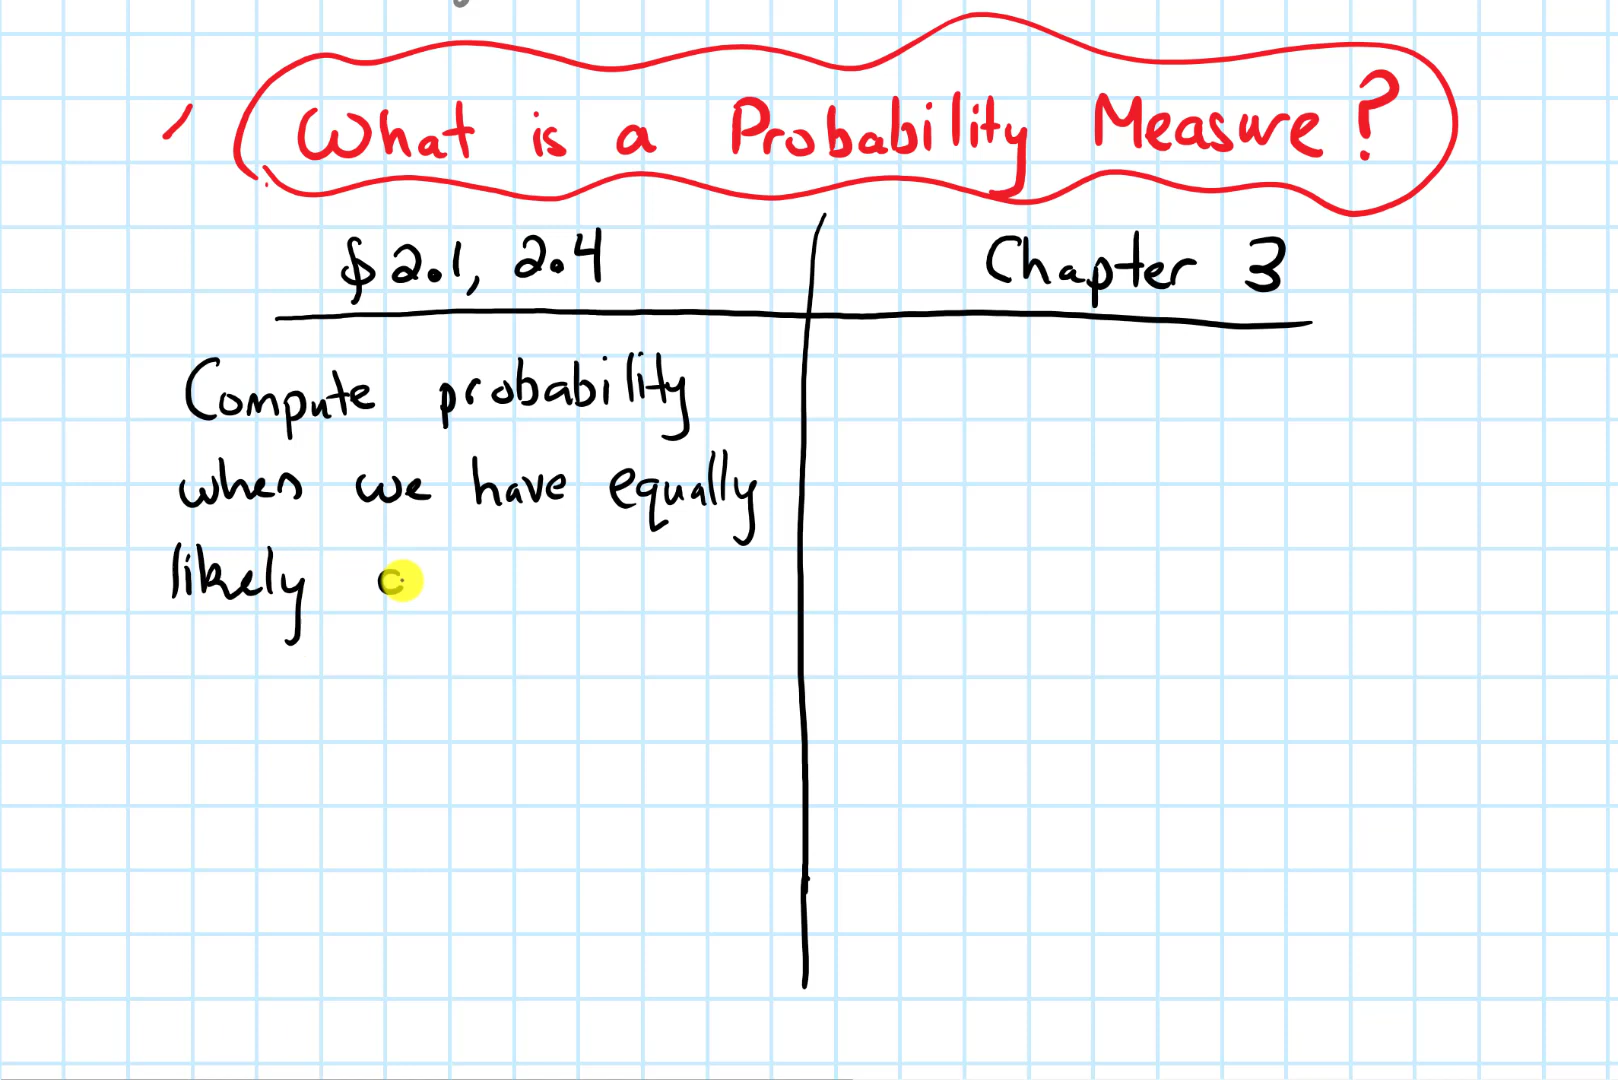 What is a Probability Measure?
§ 2.1, 2.4
Chapter 3
Compute probability
when we have equally
likely